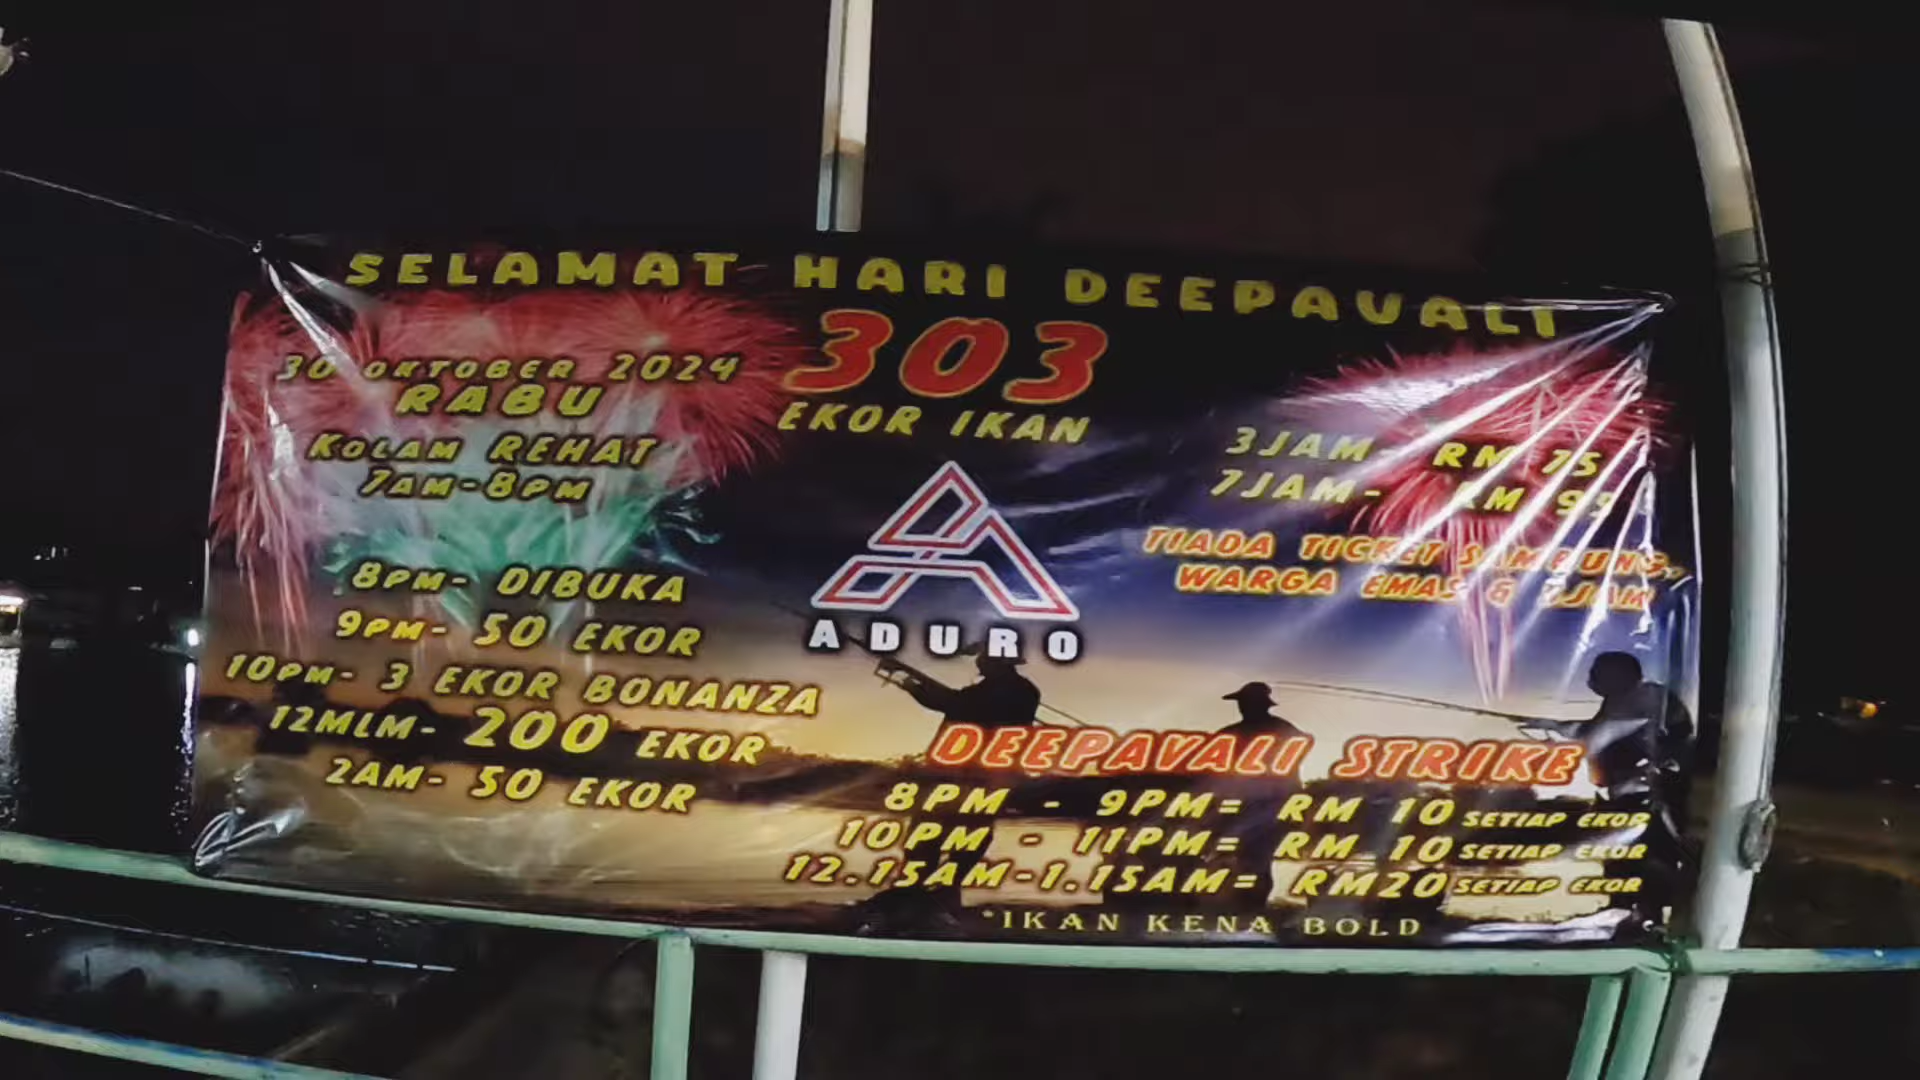 SELAMAT HARI DEEPAVALI
303
EKOR IKAN
30 OKTOBER 2024
RABU
KOLAM REHAT
7AM-8PM
8PM- DIBUKA
9PM- 50 EKOR
10PM- 3 EKOR BONANZA
12MLM- 200 EKOR
2AM- 50 EKOR
ADURO
3JAM- RM 75
7JAM- RM
TIADA TICKET SAMBUNG,
WARGA EMAS &
DEEPAVALI STRIKE
8PM - 9PM= RM 10 SETIAP EKOR
10PM - 11PM= RM 10 SETIAP EKOR
12.15AM-1.15AM= RM20 SETIAP EKOR
*IKAN KENA BOLD